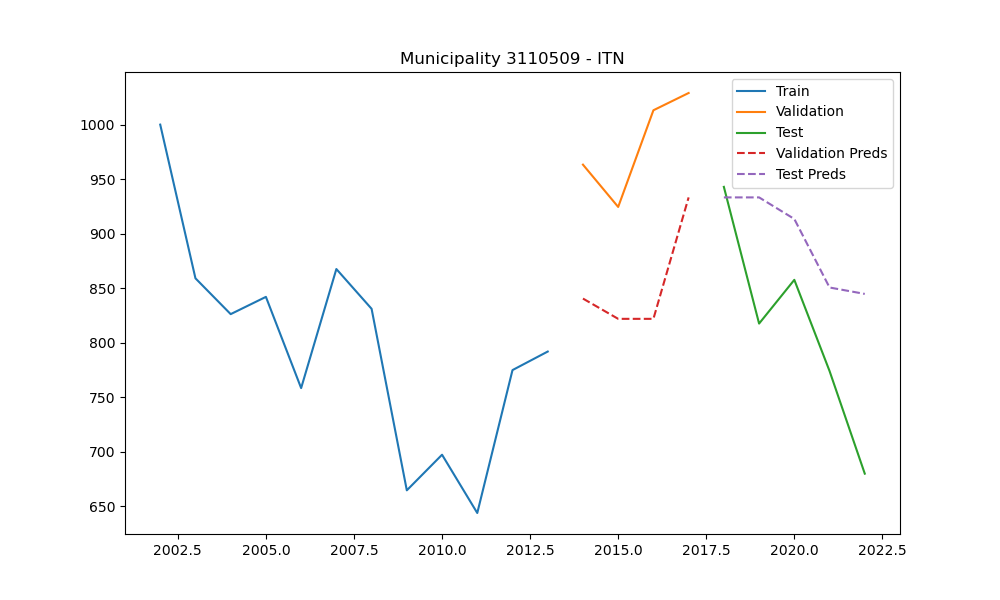 Municipality 3110509 - ITN
Train
Validation
Test
Validation Preds
Test Preds
1000
950
900
850
800
750
700
650
2002.5 2005.0 2007.5 2010.0 2012.5 2015.0 2017.5 2020.0 2022.5